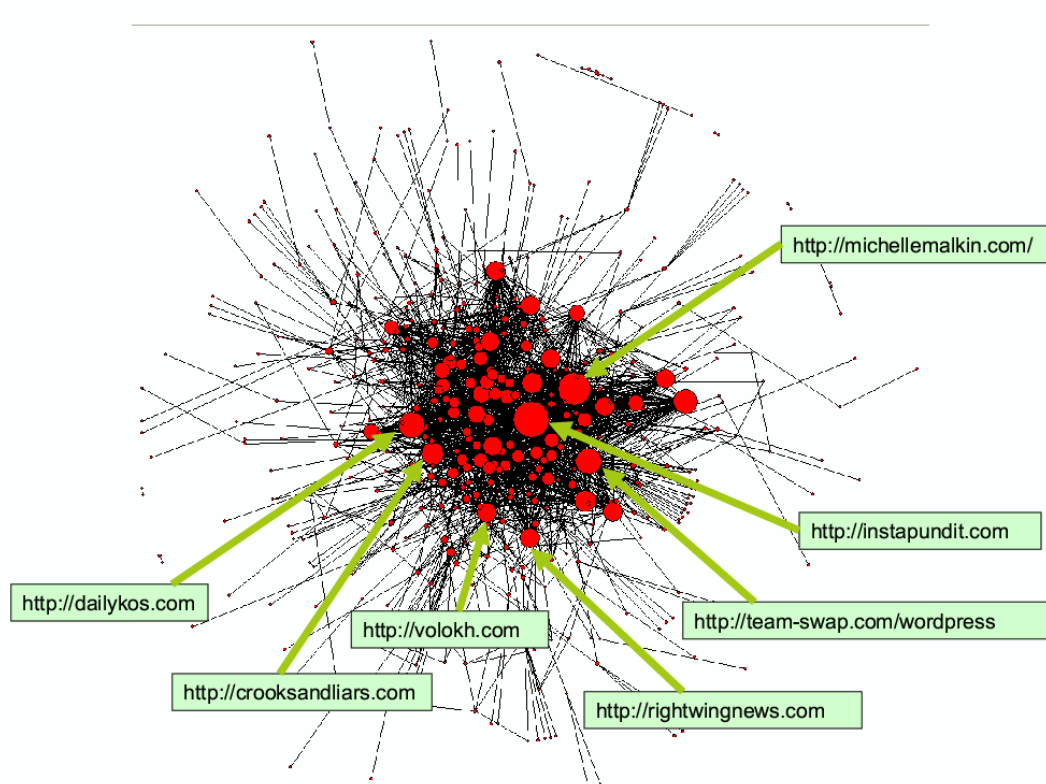 http://michellemalkin.com/
http://instapundit.com
http://dailykos.com
http://team-swap.com/wordpress
http://volokh.com
http://crooksandliars.com
http://rightwingnews.com